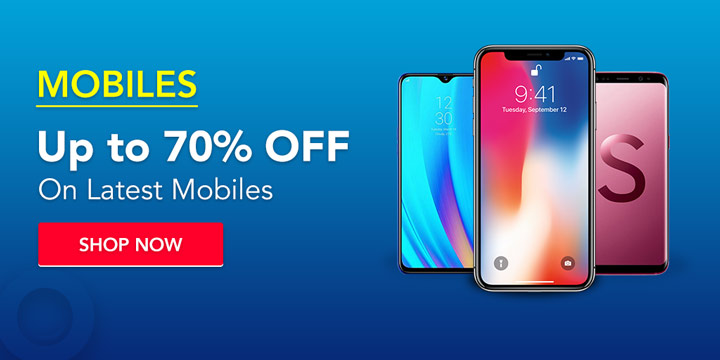 MOBILES
Up to 70% OFF
On Latest Mobiles
SHOP NOW
12
30
9:41
Tuesday, September 12
S